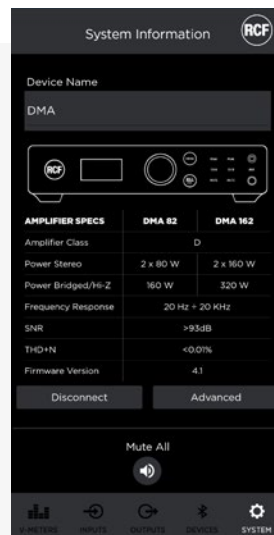 System Information
RCF
Device Name
DMA
RCF
AMPLIFIER SPECS DMA 82 DMA 162
Amplifier Class D
Power Stereo 2 x 80 W 2 x 160 W
Power Bridged/Hi-Z 160 W 320 W
Frequency Response 20 Hz ÷ 20 KHz
SNR >93dB
THD+N <0.01%
Firmware Version 4.1
Disconnect Advanced
Mute All
V-METERS INPUTS OUTPUTS DEVICES SYSTEM